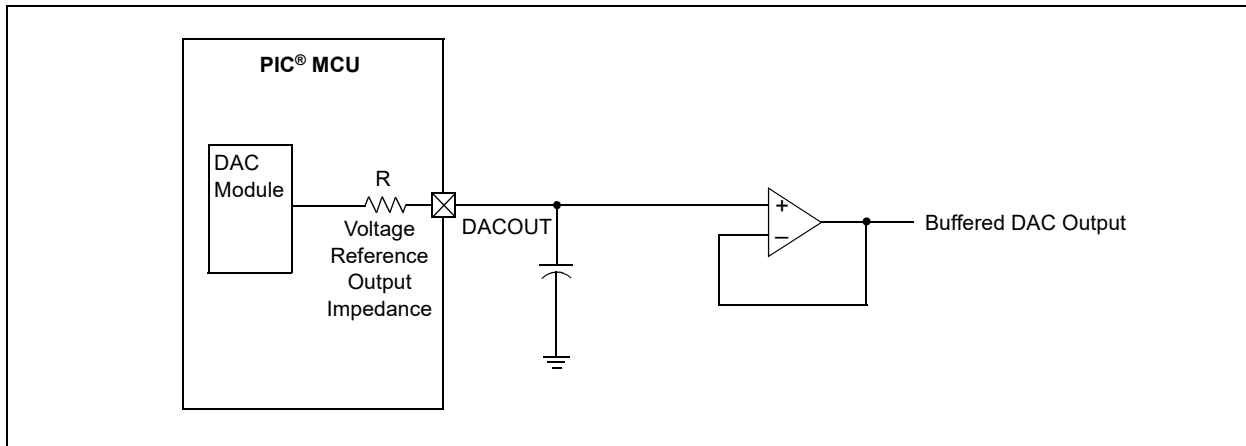 PIC® MCU
DAC
Module
R
Voltage
Reference
Output
Impedance
DACOUT
+
–
Buffered DAC Output